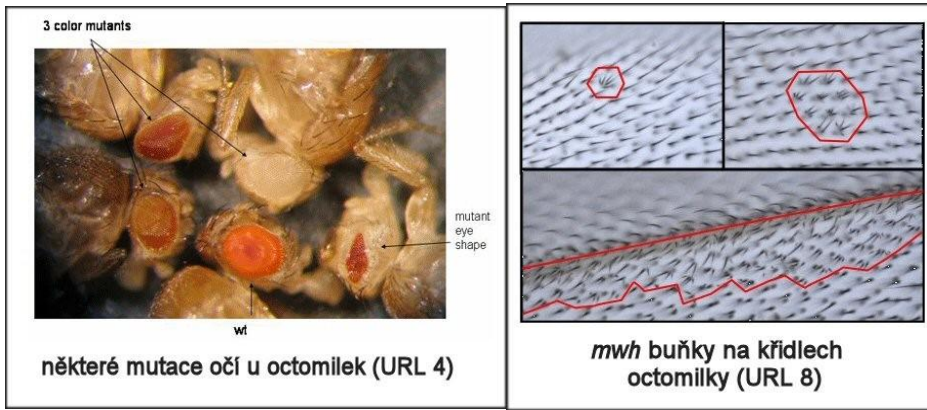 3 color mutants
mutant
eye
shape
wt
některé mutace očí u octomilek (URL 4)
mwh buňky na křidlech
octomilky (URL 8)